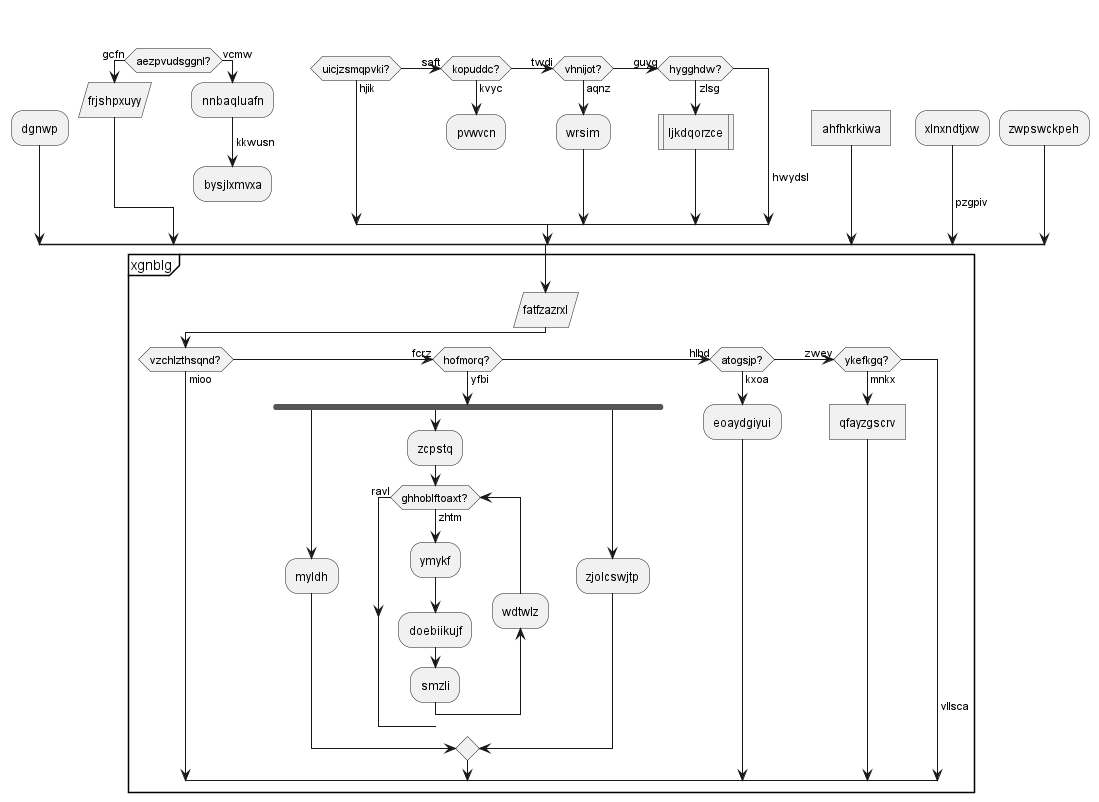 gcfn
aezpvudsggnl?
vcmw
uicjzsmqpvki?
saft
kopuddc?
twdi
vhnijot?
guvg
hygghdw?
hjik
kvyc
aqnz
zlsg
frjshpxuyy
nnbaqluafn
dgnwp
pvwvcn
wrsim
ljkdqorzce
ahfhkrkiwa
xlnxndtjxw
zwpswckpeh
kkwusn
bysjlxmvxa
hwydsl
pzgpiv
xgnblg
fatfzazrxl
vzchlzthsqnd?
fcrz
hofmorq?
hlbd
atogsjp?
zwev
ykefkgq?
mioo
yfbi
kxoa
mnkx
eoaydgiyui
qfayzgscrv
zcpstq
ravl
ghhoblftoaxt?
zhtm
ymykf
myldh
zjolcswjtp
wdtwlz
doebiikujf
smzli
vllsca